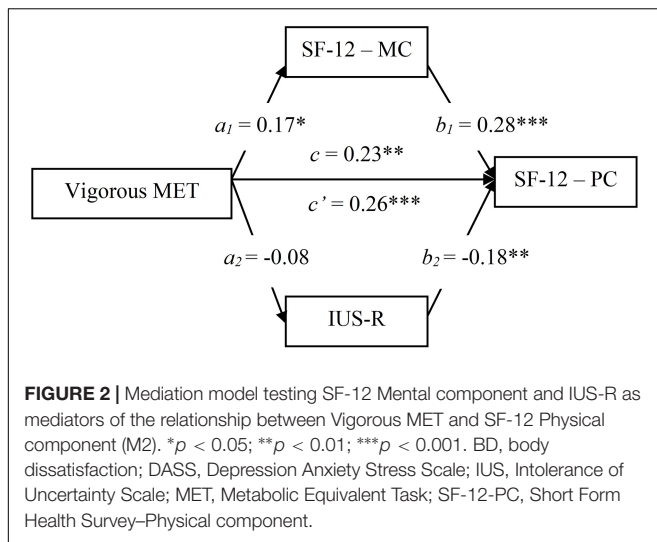 SF-12 – MC
a1 = 0.17*
b1 = 0.28***
c = 0.23**
Vigorous MET
SF-12 – PC
c’ = 0.26***
a2 = -0.08
b2 = -0.18**
IUS-R
FIGURE 2 | Mediation model testing SF-12 Mental component and IUS-R as
mediators of the relationship between Vigorous MET and SF-12 Physical
component (M2). *p < 0.05; **p < 0.01; ***p < 0.001. BD, body
dissatisfaction; DASS, Depression Anxiety Stress Scale; IUS, Intolerance of
Uncertainty Scale; MET, Metabolic Equivalent Task; SF-12-PC, Short Form
Health Survey–Physical component.